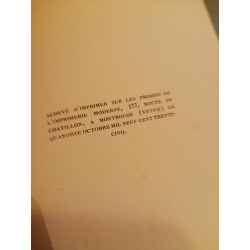 ACHEVÉ D'IMPRIMER SUR LES PRESSES DE
L'IMPRIMERIE MODERNE, 177, ROUTE DE
CHATILLON, A MONTROUGE (SEINE) LE
QUATORZE OCTOBRE MIL NEUF CENT TRENTE-
CINQ.